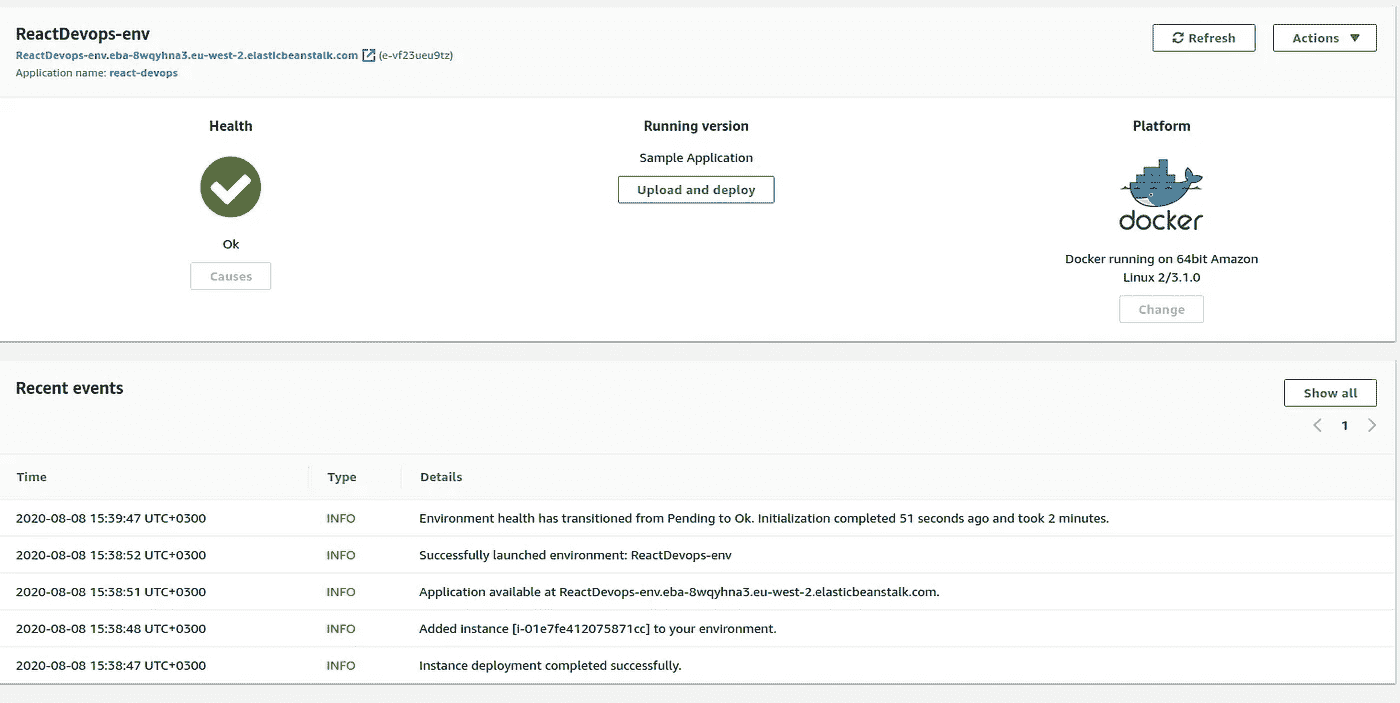 ReactDevops-env
ReactDevops-env.eba-8wqyhna3.eu-west-2.elasticbeanstalk.com (e-vf23ueu9tz)
Application name: react-devops
Refresh
Actions
Health
Ok
Causes
Running version
Sample Application
Upload and deploy
Platform
docker
Docker running on 64bit Amazon
Linux 2/3.1.0
Change
Recent events
Show all
1
Time Type Details
2020-08-08 15:39:47 UTC+0300 INFO Environment health has transitioned from Pending to Ok. Initialization completed 51 seconds ago and took 2 minutes.
2020-08-08 15:38:52 UTC+0300 INFO Successfully launched environment: ReactDevops-env
2020-08-08 15:38:51 UTC+0300 INFO Application available at ReactDevops-env.eba-8wqyhna3.eu-west-2.elasticbeanstalk.com.
2020-08-08 15:38:48 UTC+0300 INFO Added instance [i-01e7fe412075871cc] to your environment.
2020-08-08 15:38:47 UTC+0300 INFO Instance deployment completed successfully.